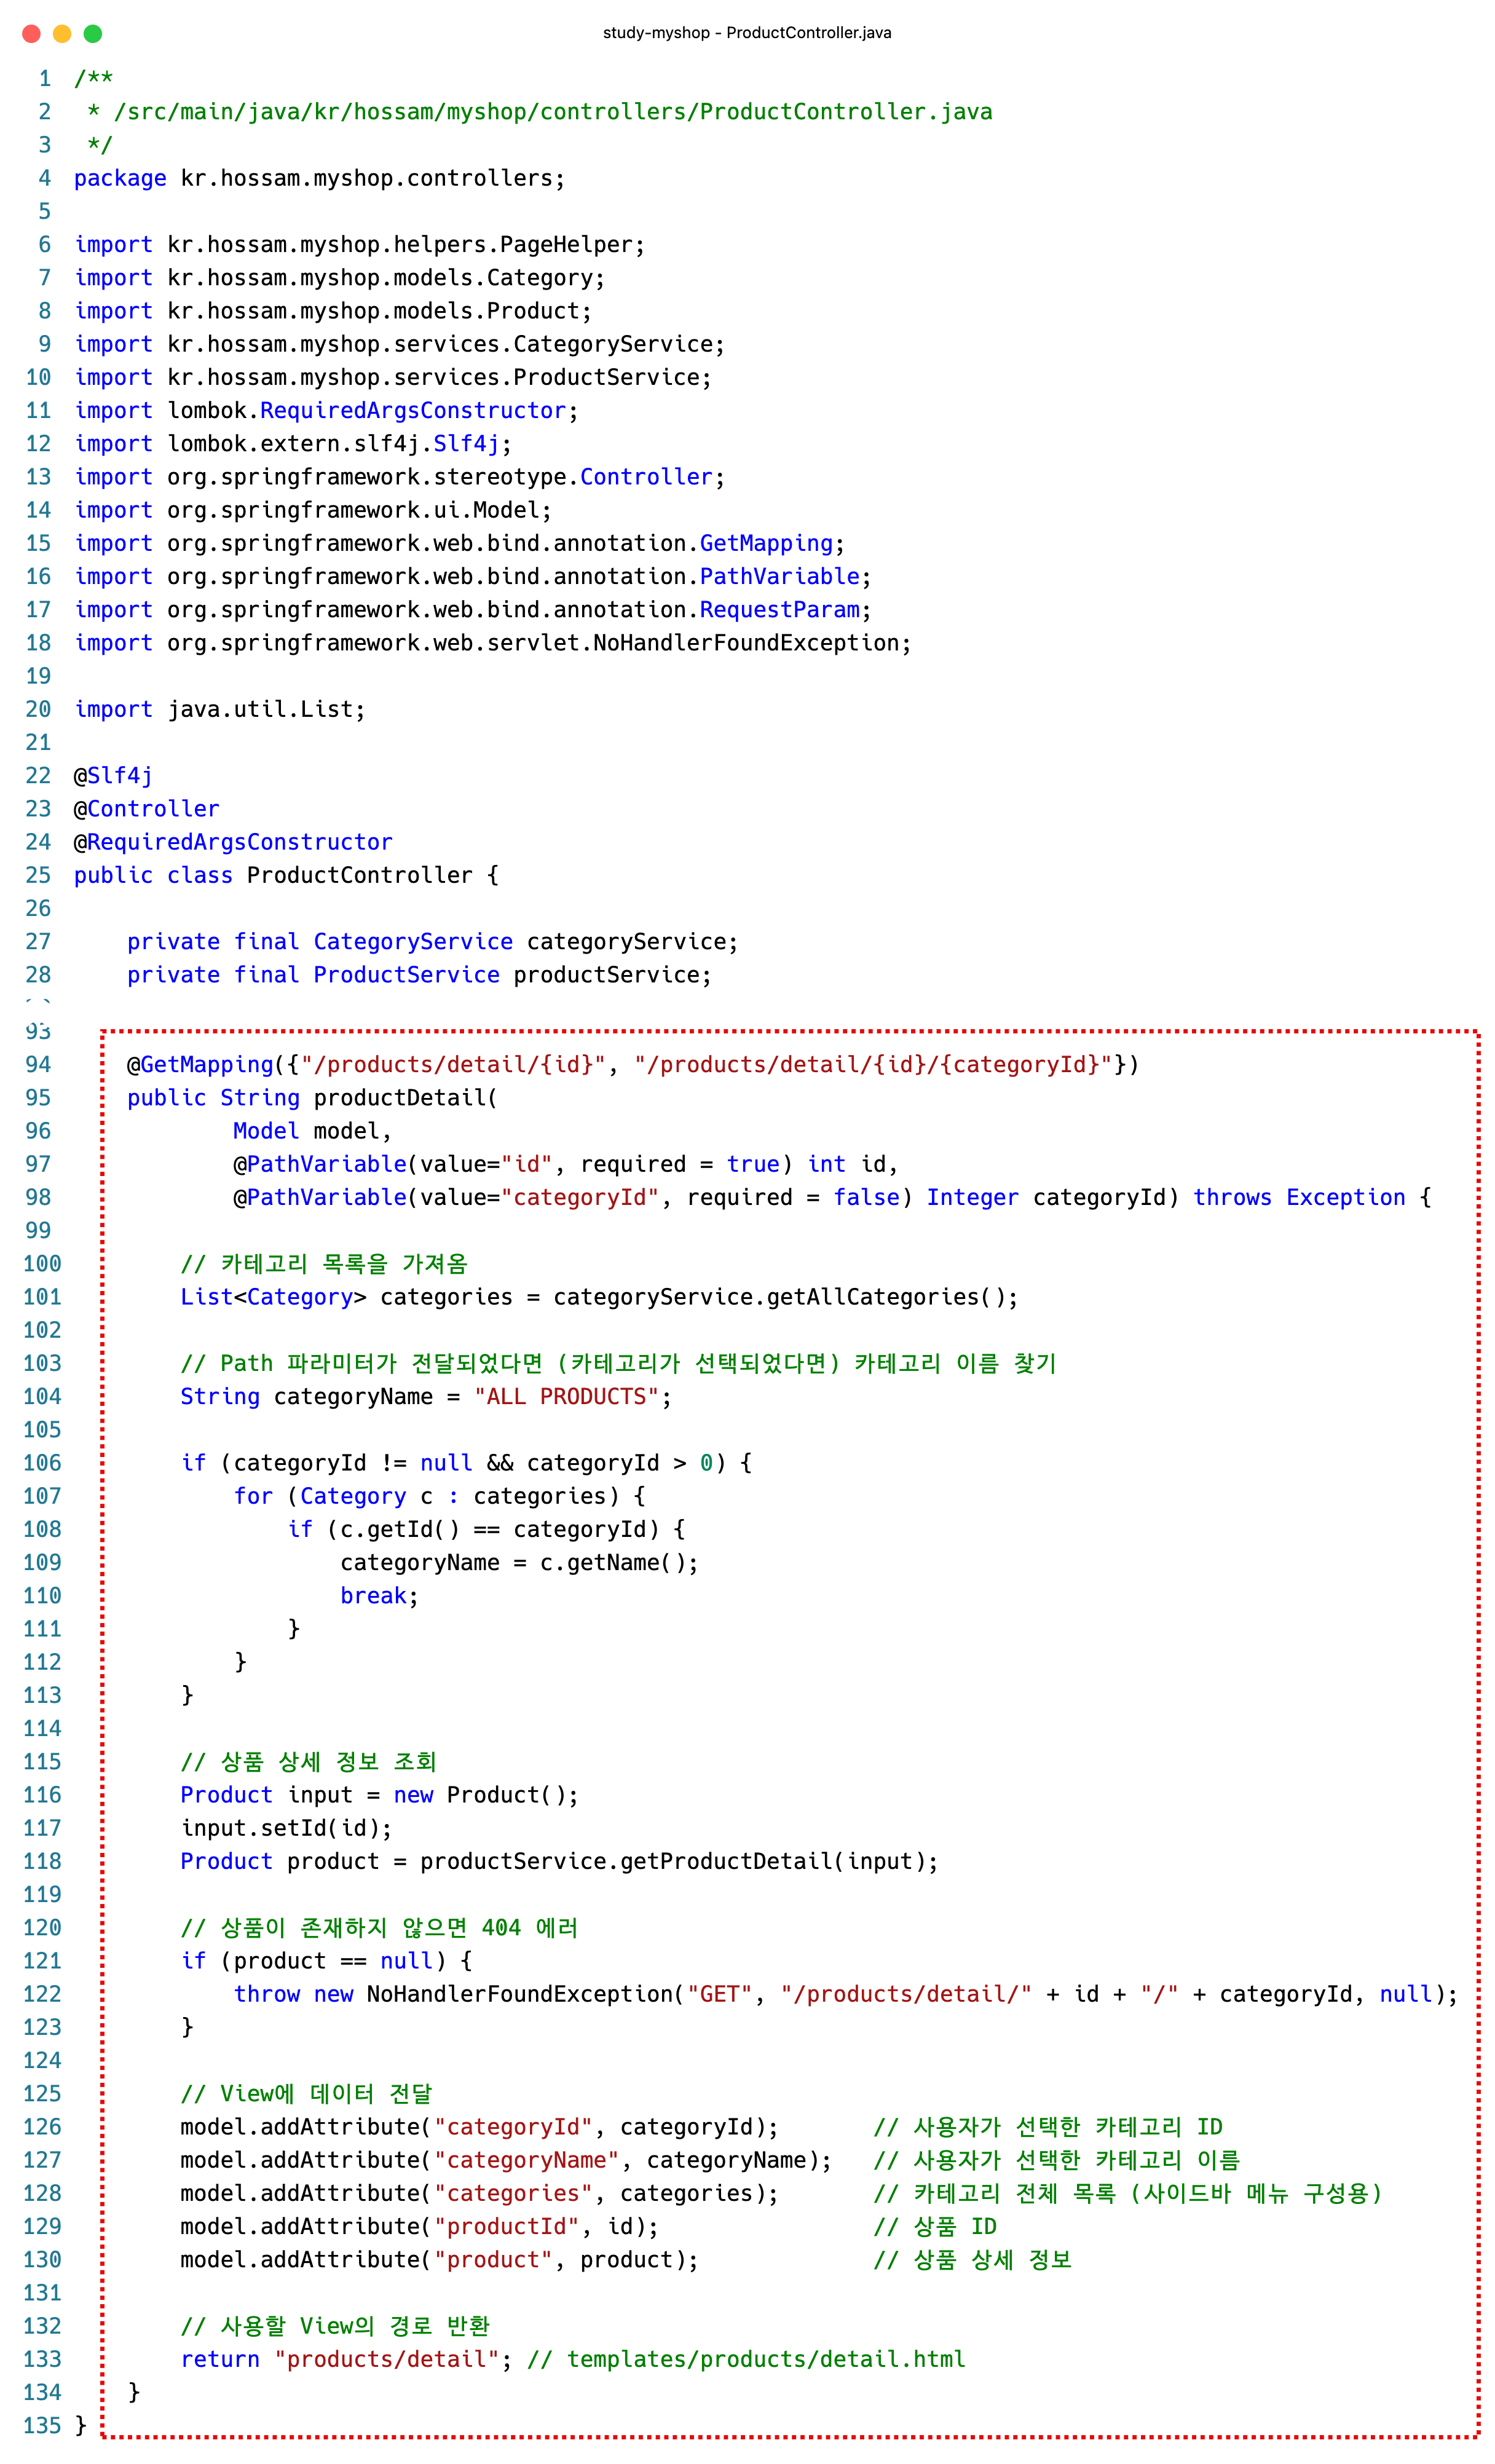 study-myshop - ProductController.java
1 /**
2  * /src/main/java/kr/hossam/myshop/controllers/ProductController.java
3  */
4 package kr.hossam.myshop.controllers;
5
6 import kr.hossam.myshop.helpers.PageHelper;
7 import kr.hossam.myshop.models.Category;
8 import kr.hossam.myshop.models.Product;
9 import kr.hossam.myshop.services.CategoryService;
10 import kr.hossam.myshop.services.ProductService;
11 import lombok.RequiredArgsConstructor;
12 import lombok.extern.slf4j.Slf4j;
13 import org.springframework.stereotype.Controller;
14 import org.springframework.ui.Model;
15 import org.springframework.web.bind.annotation.GetMapping;
16 import org.springframework.web.bind.annotation.PathVariable;
17 import org.springframework.web.bind.annotation.RequestParam;
18 import org.springframework.web.servlet.NoHandlerFoundException;
19
20 import java.util.List;
21
22 @Slf4j
23 @Controller
24 @RequiredArgsConstructor
25 public class ProductController {
26
27     private final CategoryService categoryService;
28     private final ProductService productService;
93
94     @GetMapping({"/products/detail/{id}", "/products/detail/{id}/{categoryId}"})
95     public String productDetail(
96             Model model,
97             @PathVariable(value="id", required = true) int id,
98             @PathVariable(value="categoryId", required = false) Integer categoryId) throws Exception {
99
100         // 카테고리 목록을 가져옴
101         List<Category> categories = categoryService.getAllCategories();
102
103         // Path 파라미터가 전달되었다면 (카테고리가 선택되었다면) 카테고리 이름 찾기
104         String categoryName = "ALL PRODUCTS";
105
106         if (categoryId != null && categoryId > 0) {
107             for (Category c : categories) {
108                 if (c.getId() == categoryId) {
109                     categoryName = c.getName();
110                     break;
111                 }
112             }
113         }
114
115         // 상품 상세 정보 조회
116         Product input = new Product();
117         input.setId(id);
118         Product product = productService.getProductDetail(input);
119
120         // 상품이 존재하지 않으면 404 에러
121         if (product == null) {
122             throw new NoHandlerFoundException("GET", "/products/detail/" + id + "/" + categoryId, null);
123         }
124
125         // View에 데이터 전달
126         model.addAttribute("categoryId", categoryId);       // 사용자가 선택한 카테고리 ID
127         model.addAttribute("categoryName", categoryName);   // 사용자가 선택한 카테고리 이름
128         model.addAttribute("categories", categories);       // 카테고리 전체 목록 (사이드바 메뉴 구성용)
129         model.addAttribute("productId", id);                // 상품 ID
130         model.addAttribute("product", product);             // 상품 상세 정보
131
132         // 사용할 View의 경로 반환
133         return "products/detail"; // templates/products/detail.html
134     }
135 }